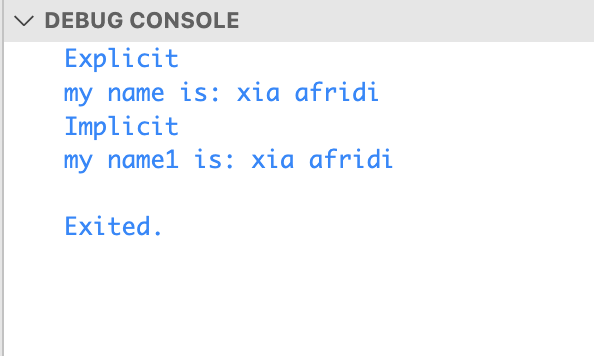 DEBUG CONSOLE
Explicit
my name is: xia afridi
Implicit
my name1 is: xia afridi
Exited.